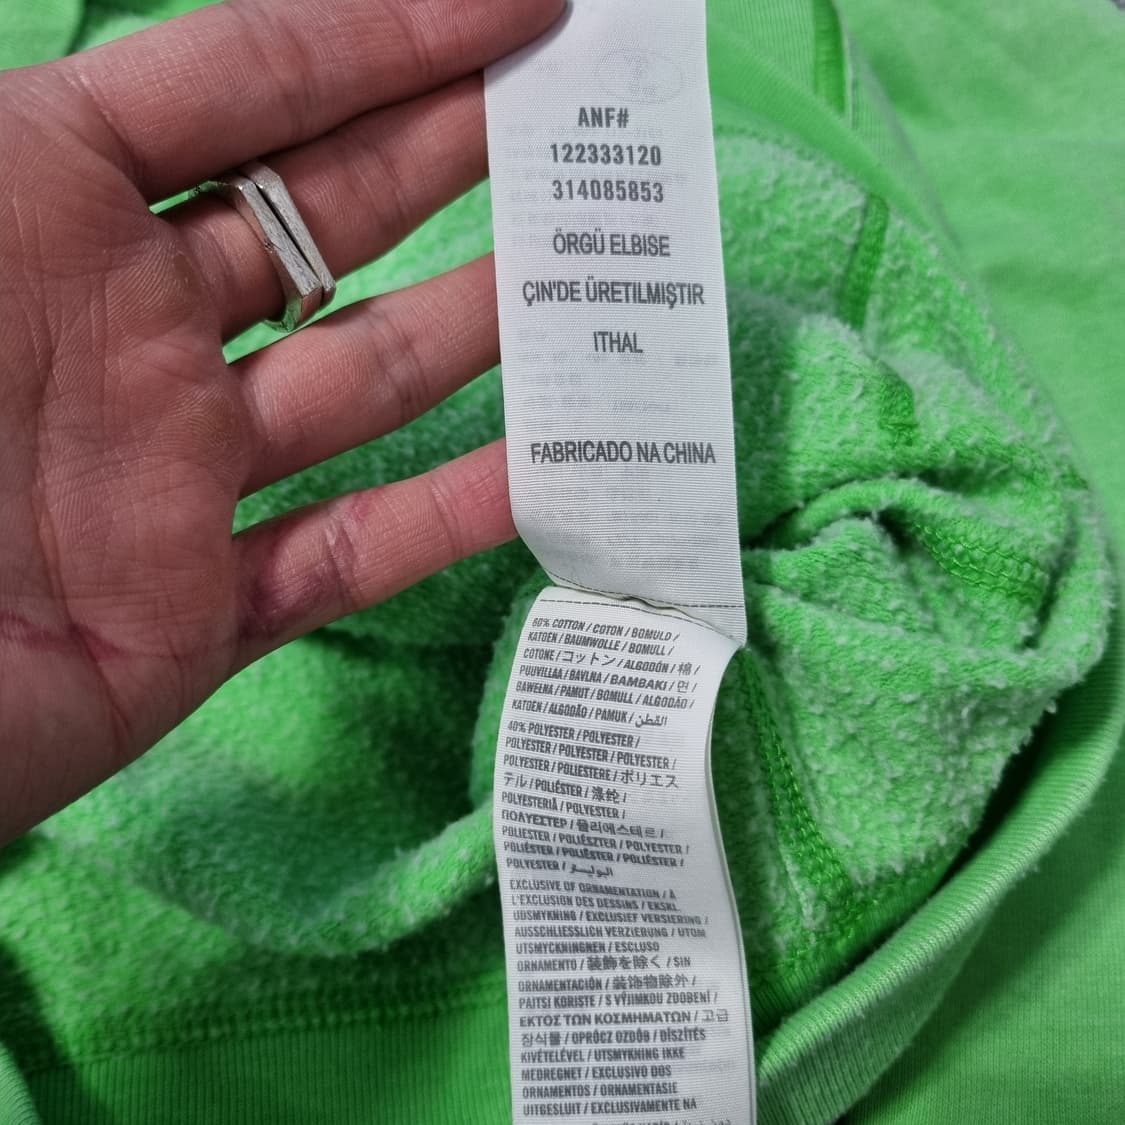 ANF#
122333120
314085853
ÖRGÜ ELBISE
ÇIN'DE ÜRETILMIŞTIR
ITHAL
FABRICADO NA CHINA
60% COTTON / COTON / BOMULD /
KATOEN / BAUMWOLLE / BOMULL /
COTONE / コットン / ALGODÓN / 棉 /
PUUVILLAA / BAVLNA / BAMBAKI / 면 /
BAWEŁNA / PAMUT / BOMULL / ALGODÃO /
KATOEN / ALGODÃO / PAMUK / القطن
40% POLYESTER / POLYESTER /
POLYESTER / POLYESTER / POLYESTER /
POLYESTER / POLIESTERE / ポリエス
テル / POLIÉSTER / 涤纶 /
POLYESTERIÄ / POLYESTER /
ΠΟΛΥΕΣΤΕΡ / 폴리에스테르 /
POLIESTER / POLIÉSZTER / POLYESTER /
POLIÉSTER / POLIËSTER / POLIÉSTER /
POLYESTER / البوليستر
EXCLUSIVE OF ORNAMENTATION / À
L'EXCLUSION DES DESSINS / EKSKL.
UDSMYKNING / EXCLUSIEF VERSIERING /
AUSSCHLIESSLICH VERZIERUNG / UTOM
UTSMYCKNINGNEN / ESCLUSO
ORNAMENTO / 装飾を除く / SIN
ORNAMENTACIÓN / 装饰物除外 /
PAITSI KORISTE / S VÝJIMKOU ZDOBENÍ /
ΕΚΤΟΣ ΤΩΝ ΚΟΣΜΗΜΑΤΩΝ / 고급
장식물 / OPRÓCZ OZDÓB / DÍSZÍTÉS
KIVÉTELÉVEL / UTSMYKNING IKKE
MEDREGNET / EXCLUSIVO DOS
ORNAMENTOS / ORNAMENTASIE
UITGESLUIT / EXCLUSIVAMENTE NA